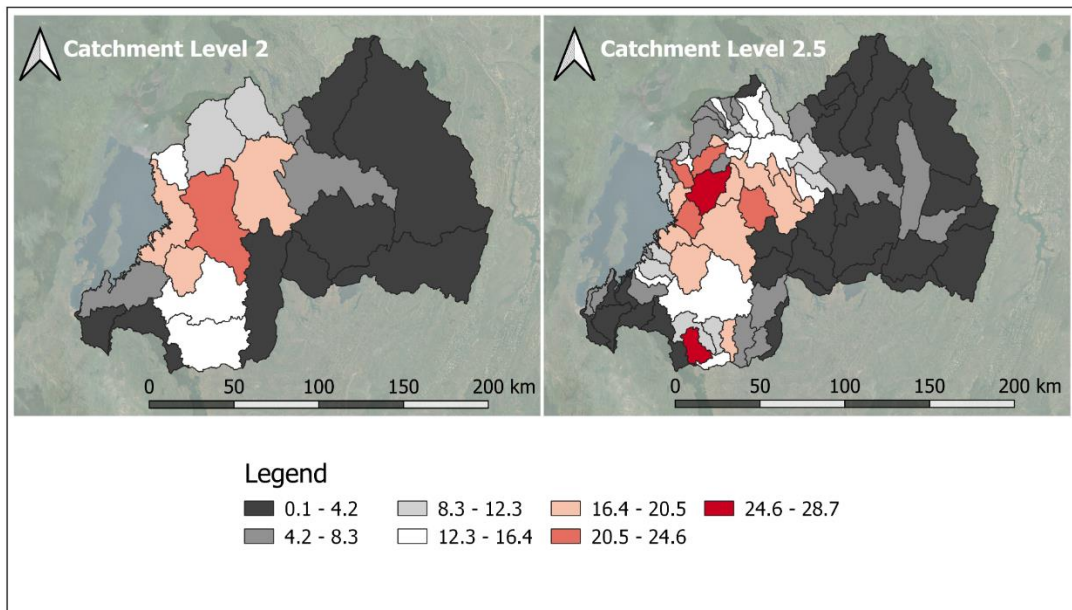 Catchment Level 2
Catchment Level 2.5
0 50 100 150 200 km
0 50 100 150 200 km
Legend
0.1 - 4.2 8.3 - 12.3 16.4 - 20.5 24.6 - 28.7
4.2 - 8.3 12.3 - 16.4 20.5 - 24.6